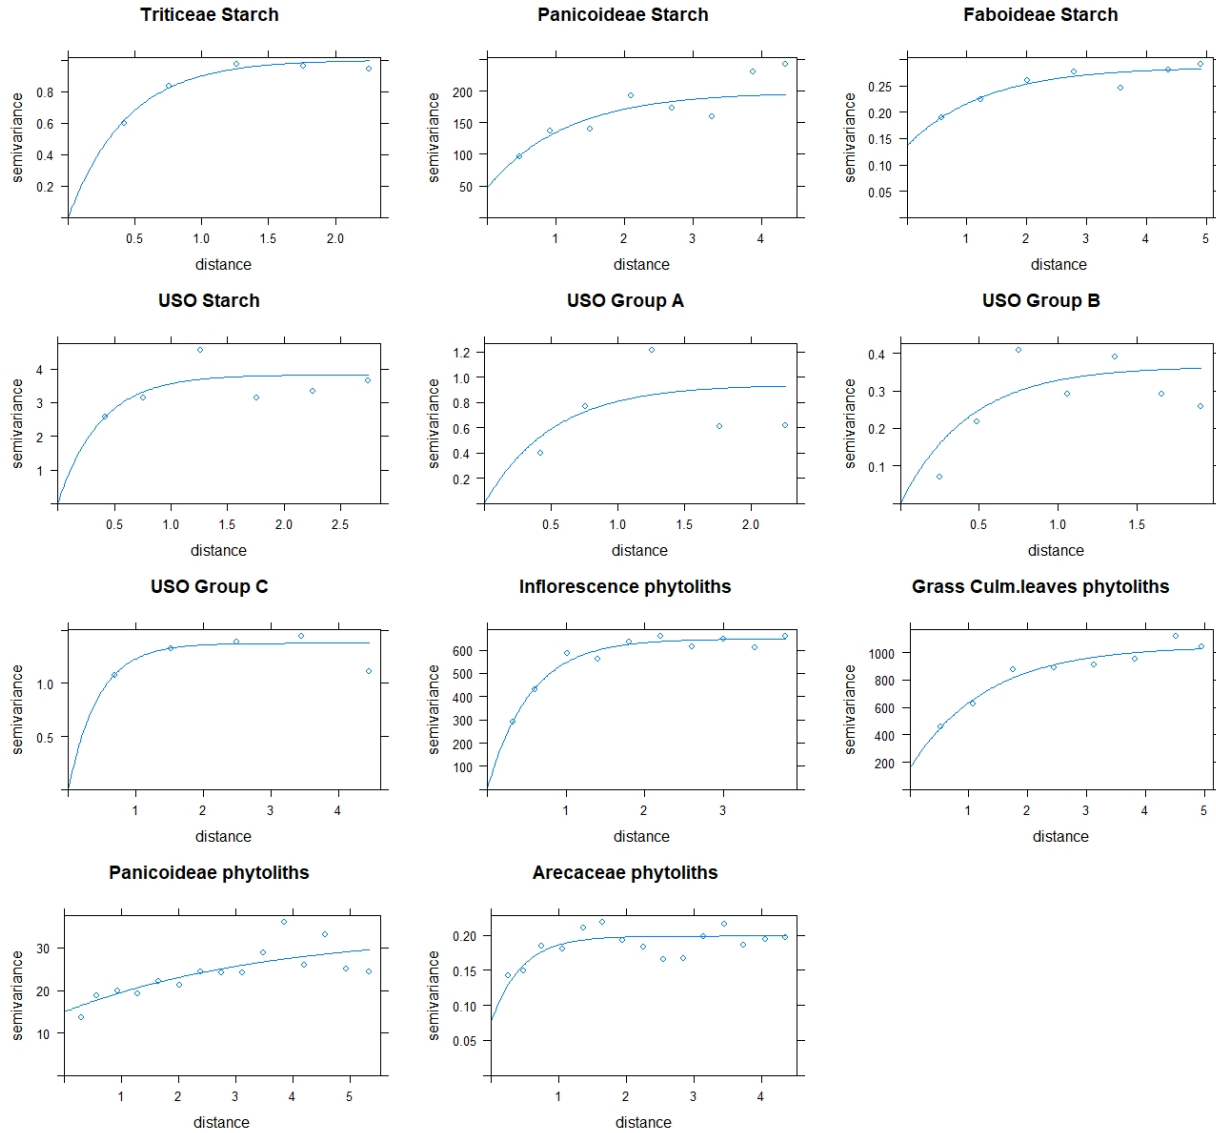 Triticeae Starch
semivariance
0.8
0.6
0.4
0.2
0.5 1.0 1.5 2.0
distance
Panicoideae Starch
semivariance
200
150
100
50
1 2 3 4
distance
Faboideae Starch
semivariance
0.25
0.20
0.15
0.10
0.05
1 2 3 4 5
distance
USO Starch
semivariance
4
3
2
1
0.5 1.0 1.5 2.0 2.5
distance
USO Group A
semivariance
1.2
1.0
0.8
0.6
0.4
0.2
0.5 1.0 1.5 2.0
distance
USO Group B
semivariance
0.4
0.3
0.2
0.1
0.5 1.0 1.5
distance
USO Group C
semivariance
1.0
0.5
1 2 3 4
distance
Inflorescence phytoliths
semivariance
600
500
400
300
200
100
1 2 3
distance
Grass Culm.leaves phytoliths
semivariance
1000
800
600
400
200
1 2 3 4 5
distance
Panicoideae phytoliths
semivariance
30
20
10
1 2 3 4 5
distance
Arecaceae phytoliths
semivariance
0.20
0.15
0.10
0.05
1 2 3 4
distance